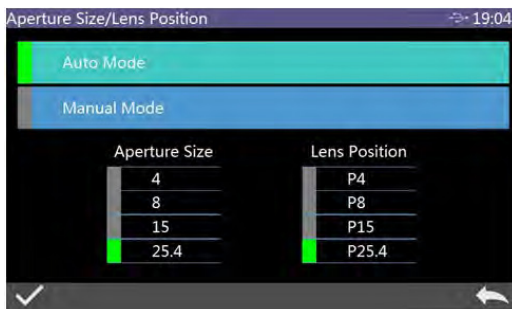 Aperture Size/Lens Position 19:04
Auto Mode
Manual Mode
Aperture Size Lens Position
4 P4
8 P8
15 P15
25.4 P25.4